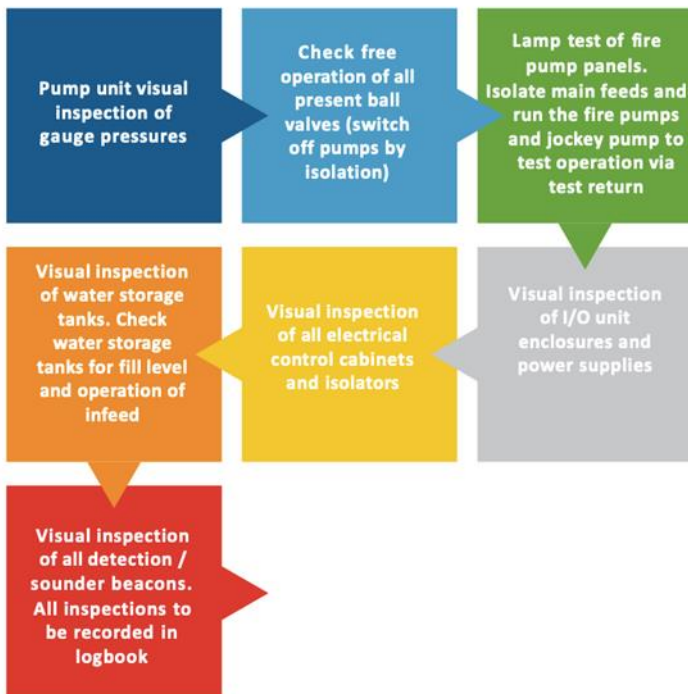 Pump unit visual
inspection of
gauge pressures
Check free
operation of all
present ball
valves (switch
off pumps by
isolation)
Lamp test of fire
pump panels.
Isolate main feeds and
run the fire pumps
and jockey pump to
test operation via
test return
Visual inspection
of I/O unit
enclosures and
power supplies
Visual inspection
of all electrical
control cabinets
and isolators
Visual inspection
of water storage
tanks. Check
water storage
tanks for fill level
and operation of
infeed
Visual inspection
of all detection /
sounder beacons.
All inspections to
be recorded in
logbook